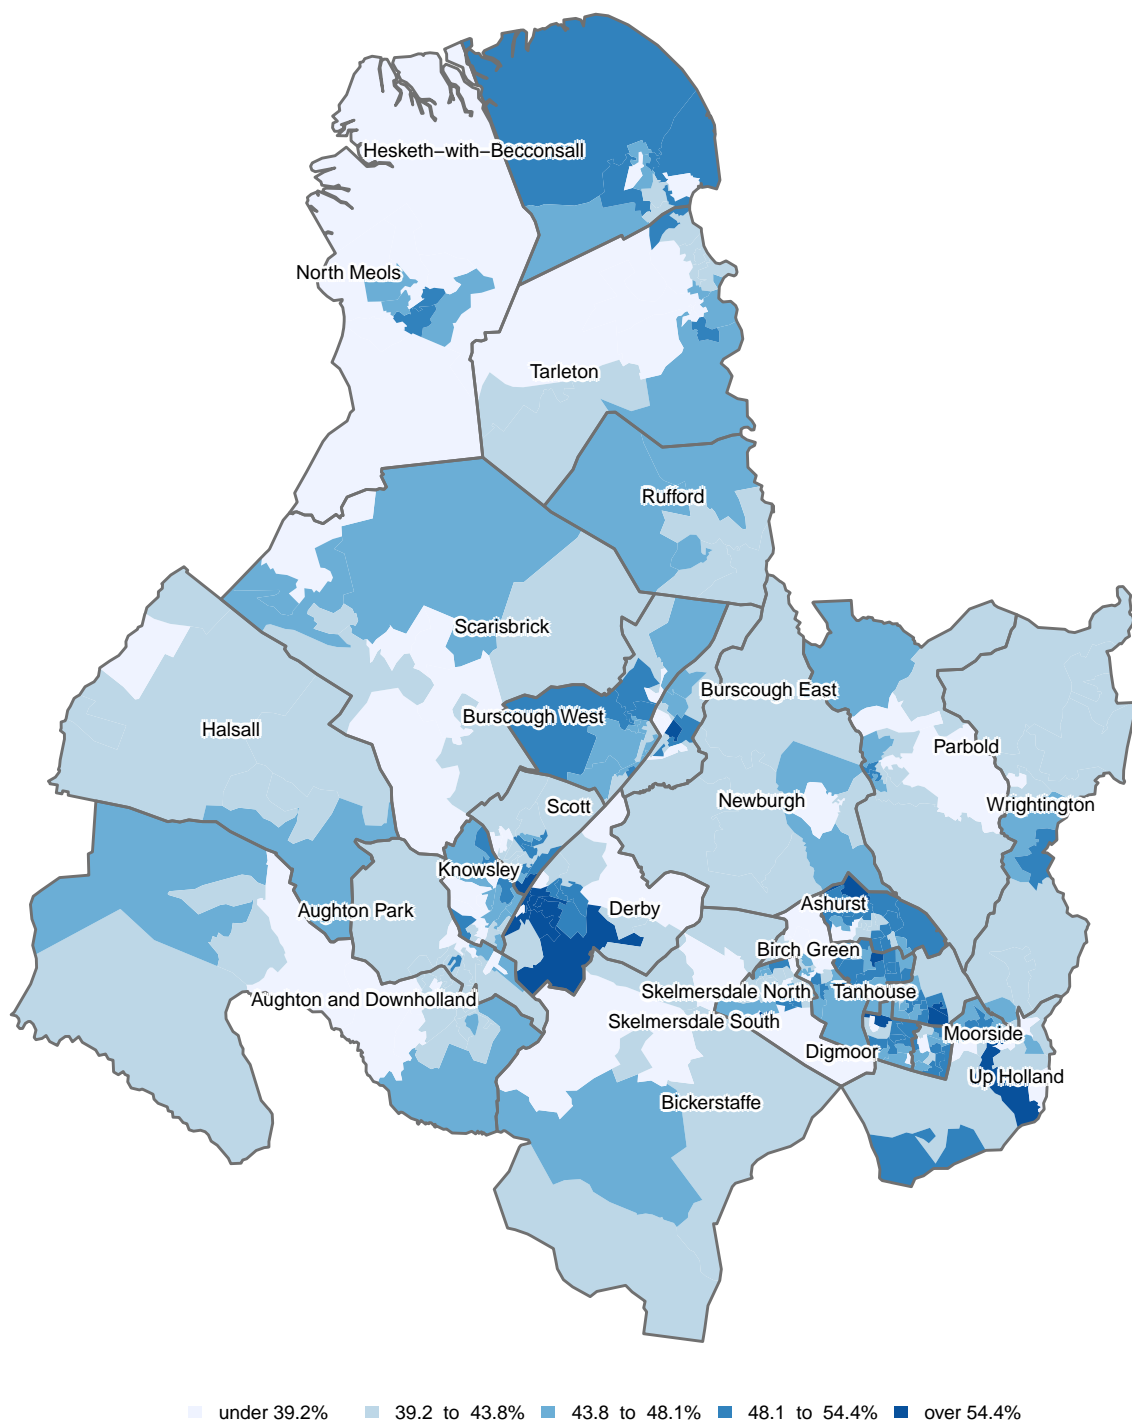 Hesketh−with−Becconsall
North Meols
Tarleton
Rufford
Scarisbrick
Burscough East
Burscough West
Halsall
Parbold
Newburgh
Wrightington
Scott
Knowsley
Ashurst
Derby
Aughton Park
Birch Green
Skelmersdale North
Tanhouse
Aughton and Downholland
Skelmersdale South
Moorside
Digmoor
Up Holland
Bickerstaffe
under 39.2% 39.2 to 43.8% 43.8 to 48.1% 48.1 to 54.4% over 54.4%